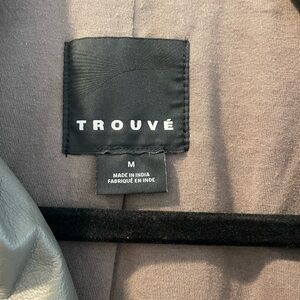 TROUVÉ
M
MADE IN INDIA
FABRIQUÉ EN INDE